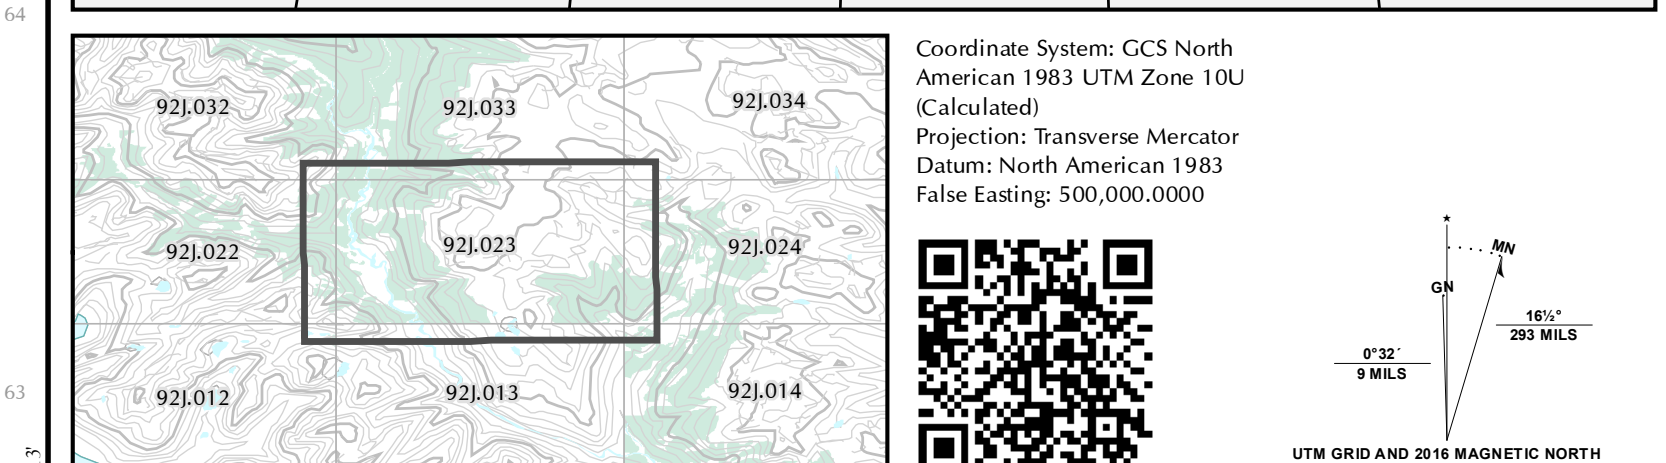 64
92J.032
92J.033
92J.034
92J.022
92J.023
92J.024
92J.012
92J.013
92J.014
63
3'
Coordinate System: GCS North
American 1983 UTM Zone 10U
(Calculated)
Projection: Transverse Mercator
Datum: North American 1983
False Easting: 500,000.0000
MN
GN
16½°
293 MILS
0°32´
9 MILS
UTM GRID AND 2016 MAGNETIC NORTH